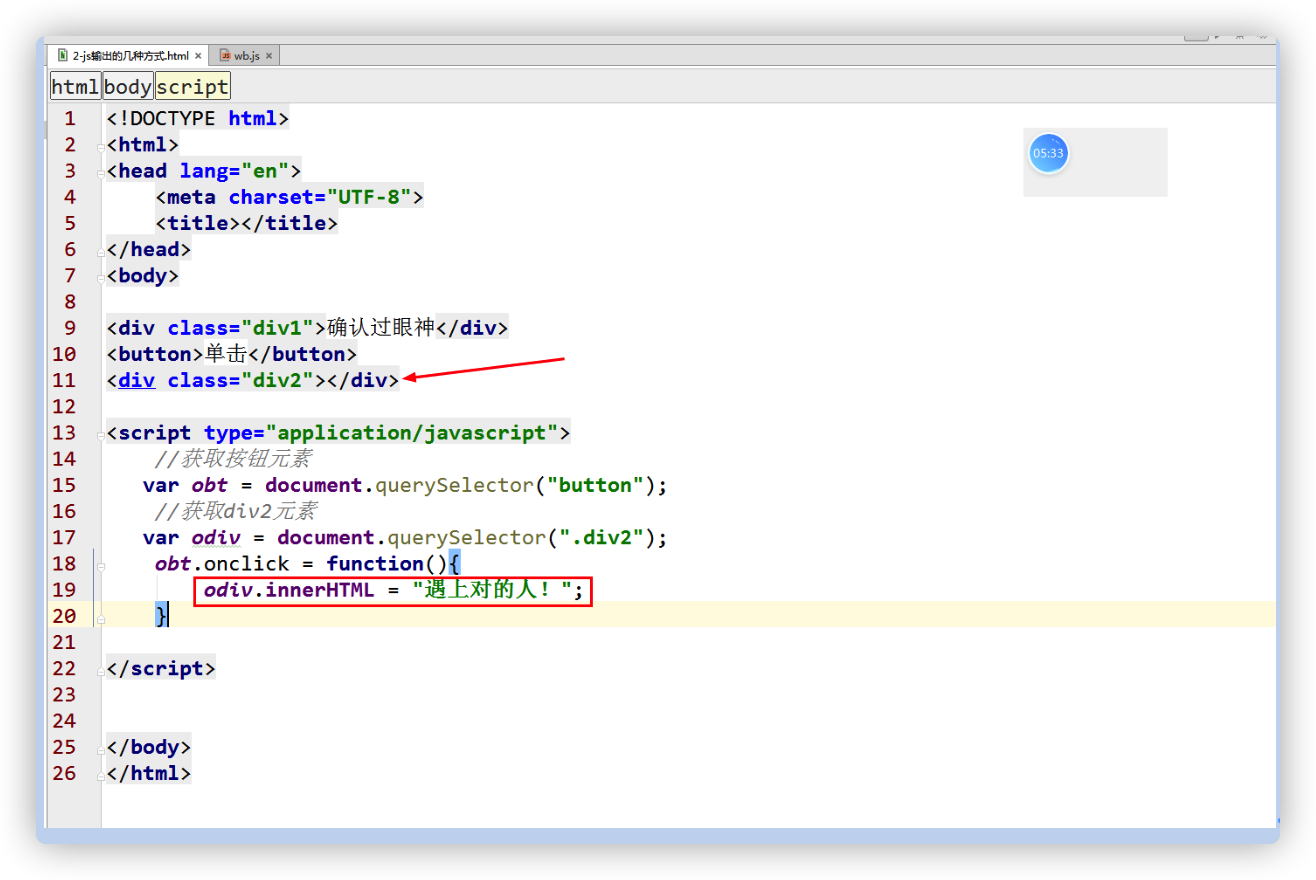 2-js输出的几种方式.html × wb.js ×
html body script
1 <!DOCTYPE html>
2 <html>
3 <head lang="en">
4     <meta charset="UTF-8">
5     <title></title>
6 </head>
7 <body>
8
9 <div class="div1">确认过眼神</div>
10 <button>单击</button>
11 <div class="div2"></div>
12
13 <script type="application/javascript">
14     //获取按钮元素
15    var obt = document.querySelector("button");
16     //获取div2元素
17    var odiv = document.querySelector(".div2");
18     obt.onclick = function(){
19         odiv.innerHTML = "遇上对的人！";
20     }
21
22 </script>
23
24
25 </body>
26 </html>
05:33